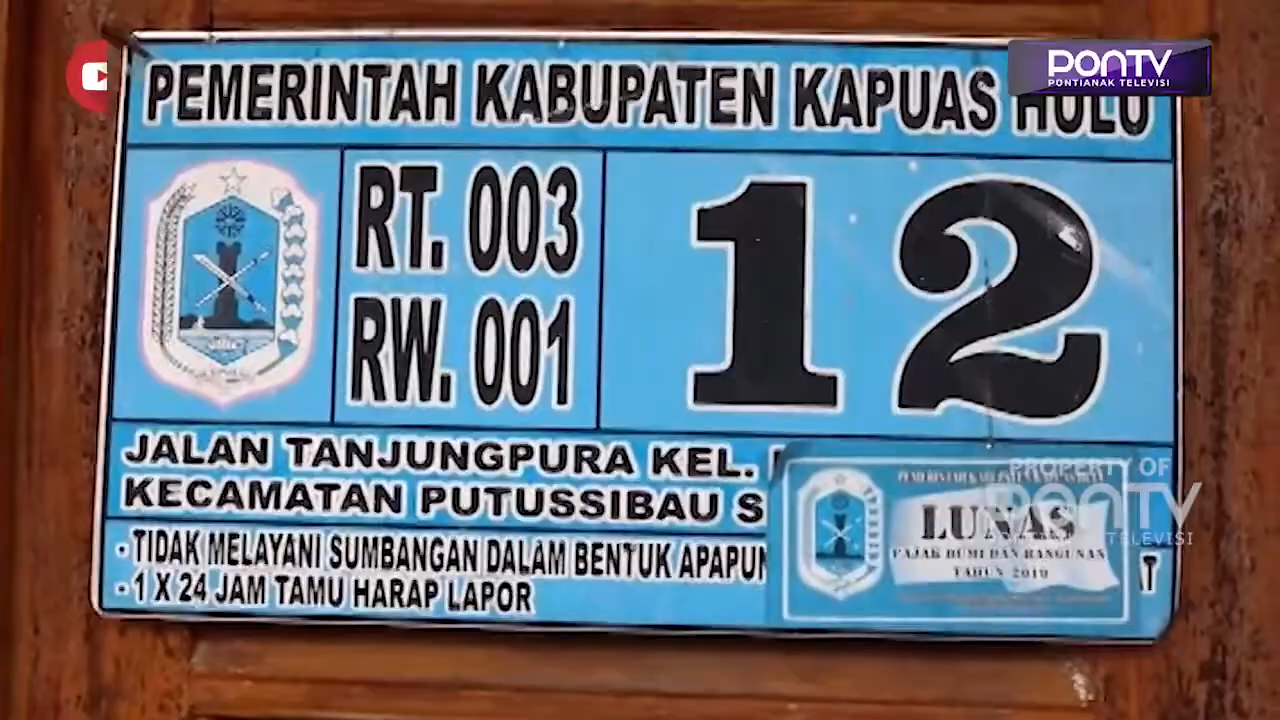 PEMERINTAH KABUPATEN KAPUAS HULU
PONTV
PONTIANAK TELEVISI
RT. 003
RW. 001
12
JALAN TANJUNGPURA KEL.
KECAMATAN PUTUSSIBAU S
- TIDAK MELAYANI SUMBANGAN DALAM BENTUK APAPUN
- 1 X 24 JAM TAMU HARAP LAPOR
LUNAS
PAJAK BUMI DAN BANGUNAN
TAHUN 2019
PROPERTY OF
PONTV
TELEVISI